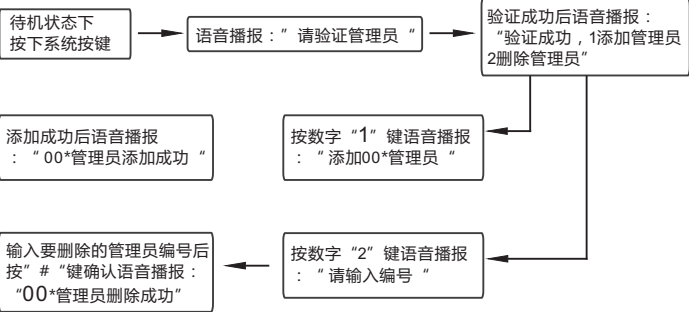 待机状态下
按下系统按键
语音播报：”请验证管理员“
验证成功后语音播报：
“验证成功，1添加管理员
2删除管理员”
添加成功后语音播报
：“00*管理员添加成功“
按数字“1”键语音播报
：“添加00*管理员“
输入要删除的管理员编号后
按”#“键确认语音播报：
“00*管理员删除成功”
按数字“2”键语音播报
：“请输入编号“